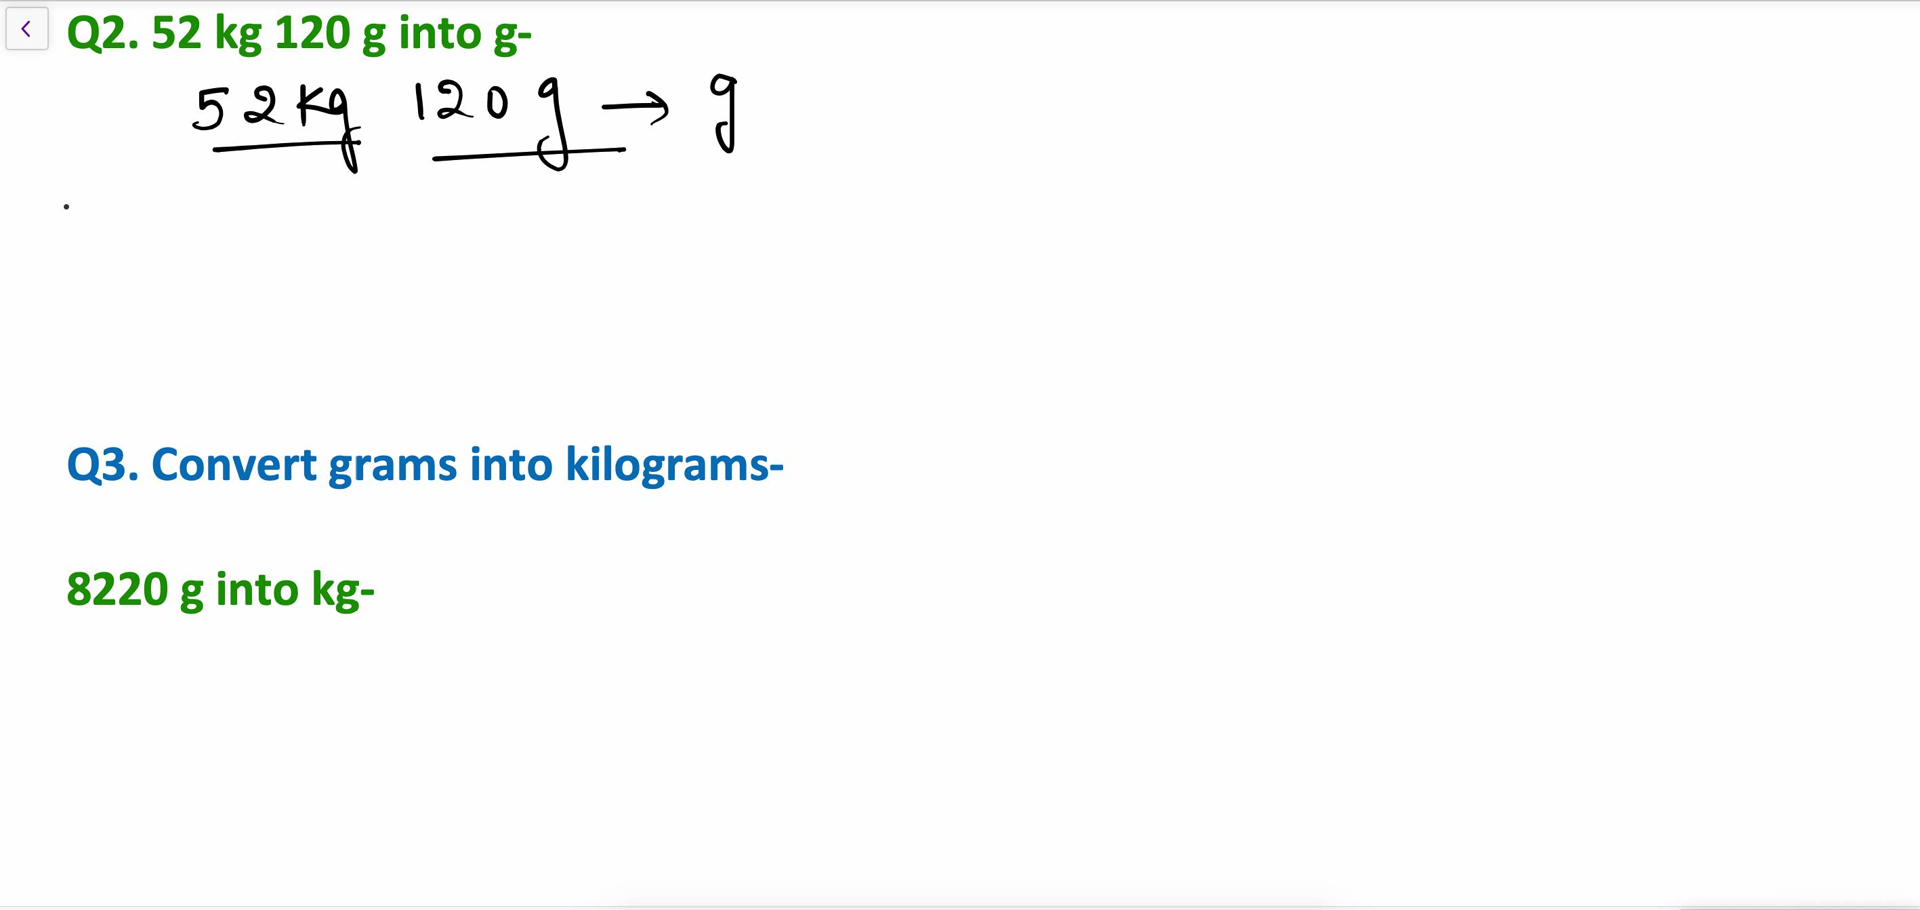 Q2. 52 kg 120 g into g-
52 kg 120 g → g
Q3. Convert grams into kilograms-
8220 g into kg-